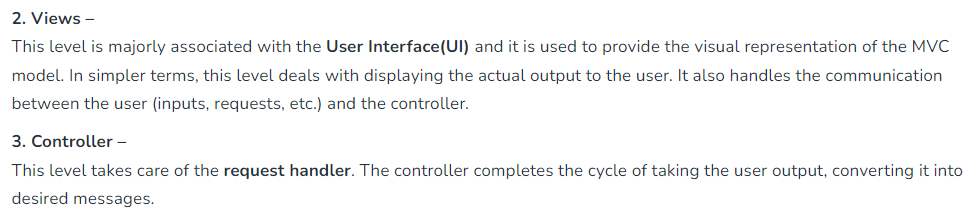 2. Views –
This level is majorly associated with the User Interface(UI) and it is used to provide the visual representation of the MVC
model. In simpler terms, this level deals with displaying the actual output to the user. It also handles the communication
between the user (inputs, requests, etc.) and the controller.
3. Controller –
This level takes care of the request handler. The controller completes the cycle of taking the user output, converting it into
desired messages.